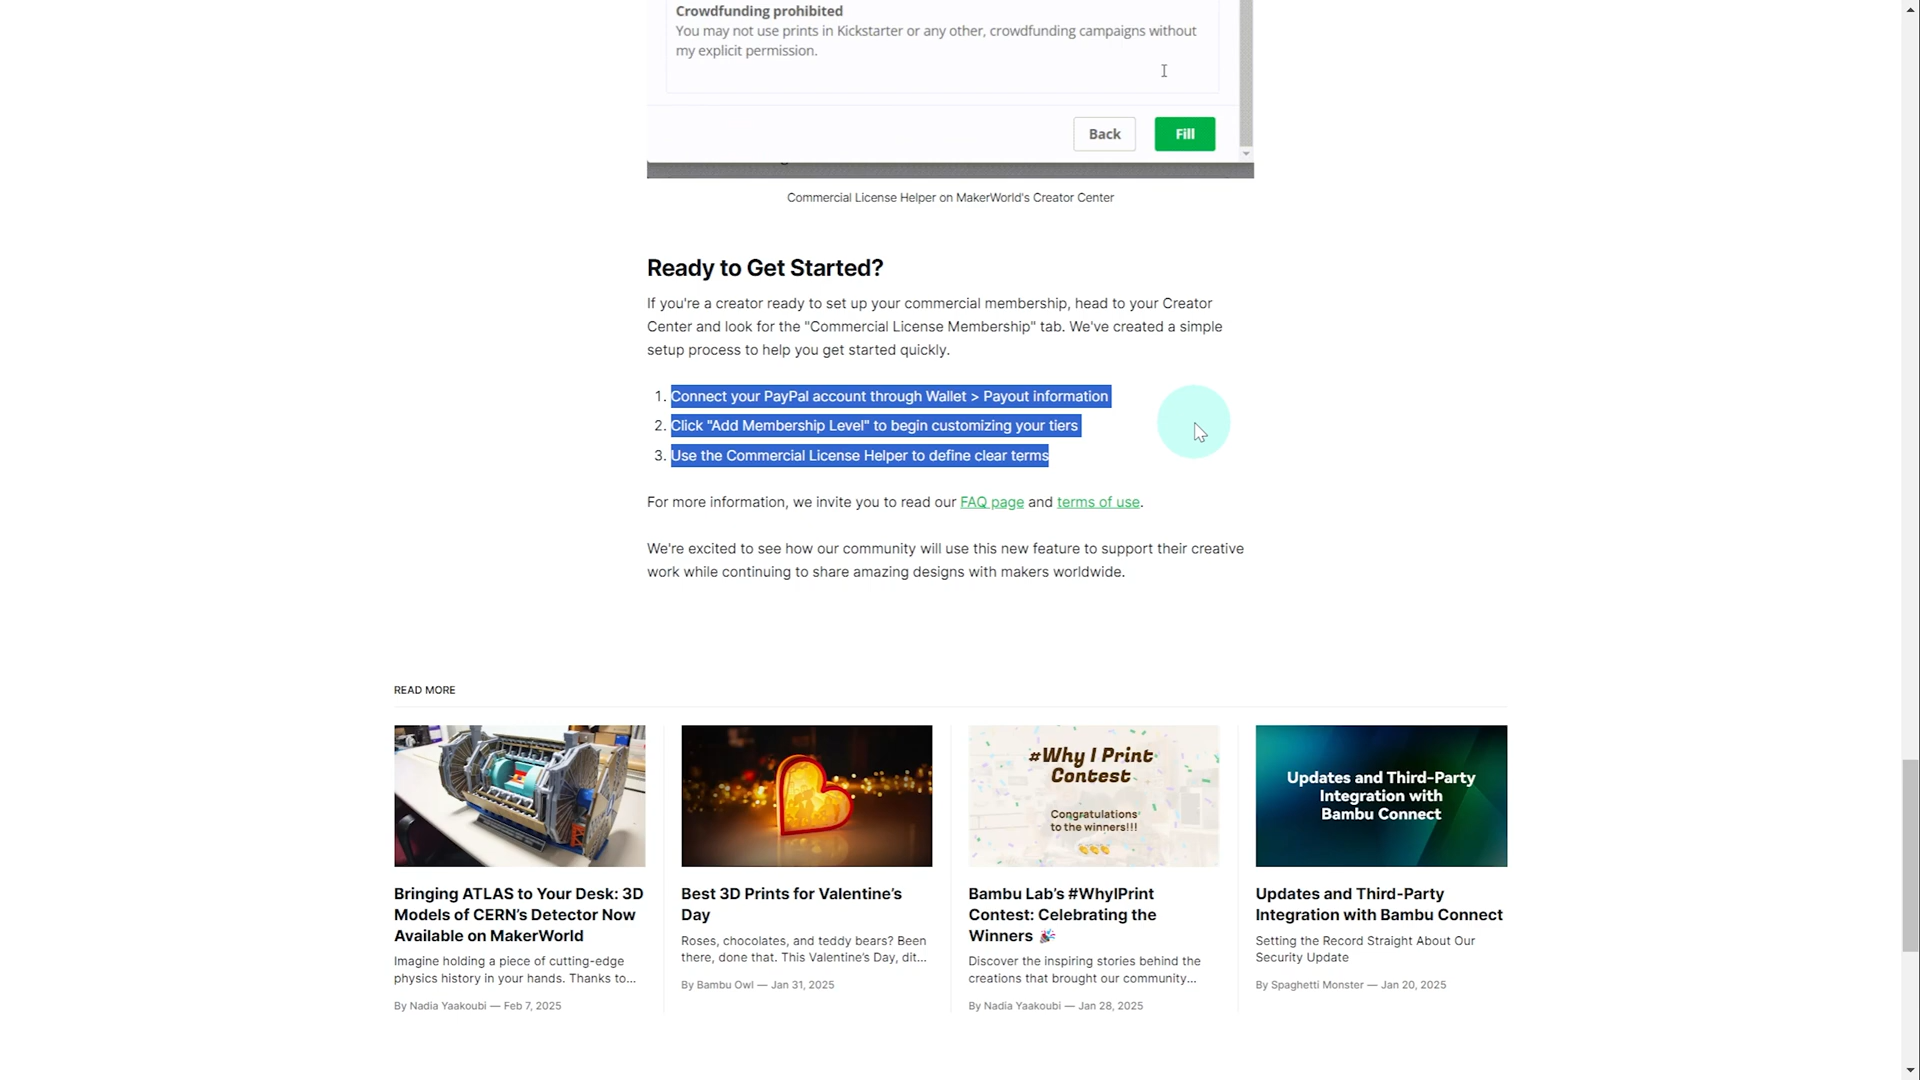 Crowdfunding prohibited
You may not use prints in Kickstarter or any other, crowdfunding campaigns without
my explicit permission.
Back
Fill
Commercial License Helper on MakerWorld's Creator Center
Ready to Get Started?
If you're a creator ready to set up your commercial membership, head to your Creator
Center and look for the "Commercial License Membership" tab. We've created a simple
setup process to help you get started quickly.
1. Connect your PayPal account through Wallet > Payout information
2. Click "Add Membership Level" to begin customizing your tiers
3. Use the Commercial License Helper to define clear terms
For more information, we invite you to read our FAQ page and terms of use.
We're excited to see how our community will use this new feature to support their creative
work while continuing to share amazing designs with makers worldwide.
READ MORE
#Why I Print
Contest
Congratulations
to the winners!!!
Updates and Third-Party
Integration with
Bambu Connect
Bringing ATLAS to Your Desk: 3D
Models of CERN's Detector Now
Available on MakerWorld
Imagine holding a piece of cutting-edge
physics history in your hands. Thanks to...
By Nadia Yaakoubi — Feb 7, 2025
Best 3D Prints for Valentine's
Day
Roses, chocolates, and teddy bears? Been
there, done that. This Valentine's Day, dit...
By Bambu Owl — Jan 31, 2025
Bambu Lab's #WhyIPrint
Contest: Celebrating the
Winners 🎉
Discover the inspiring stories behind the
creations that brought our community...
By Nadia Yaakoubi — Jan 28, 2025
Updates and Third-Party
Integration with Bambu Connect
Setting the Record Straight About Our
Security Update
By Spaghetti Monster — Jan 20, 2025